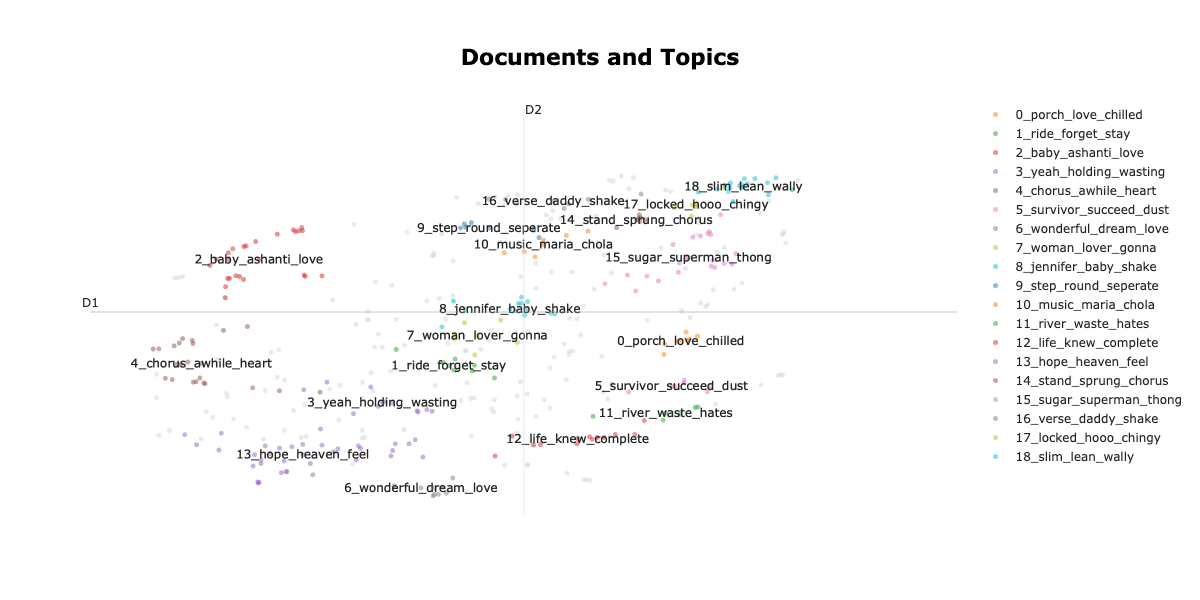 Documents and Topics
D2
D1
18_slim_lean_wally
16_verse_daddy_shake
17_locked_hooo_chingy
14_stand_sprung_chorus
9_step_round_seperate
10_music_maria_chola
2_baby_ashanti_love
15_sugar_superman_thong
8_jennifer_baby_shake
7_woman_lover_gonna
0_porch_love_chilled
4_chorus_awhile_heart
1_ride_forget_stay
5_survivor_succeed_dust
3_yeah_holding_wasting
11_river_waste_hates
12_life_knew_complete
13_hope_heaven_feel
6_wonderful_dream_love
0_porch_love_chilled
1_ride_forget_stay
2_baby_ashanti_love
3_yeah_holding_wasting
4_chorus_awhile_heart
5_survivor_succeed_dust
6_wonderful_dream_love
7_woman_lover_gonna
8_jennifer_baby_shake
9_step_round_seperate
10_music_maria_chola
11_river_waste_hates
12_life_knew_complete
13_hope_heaven_feel
14_stand_sprung_chorus
15_sugar_superman_thong
16_verse_daddy_shake
17_locked_hooo_chingy
18_slim_lean_wally